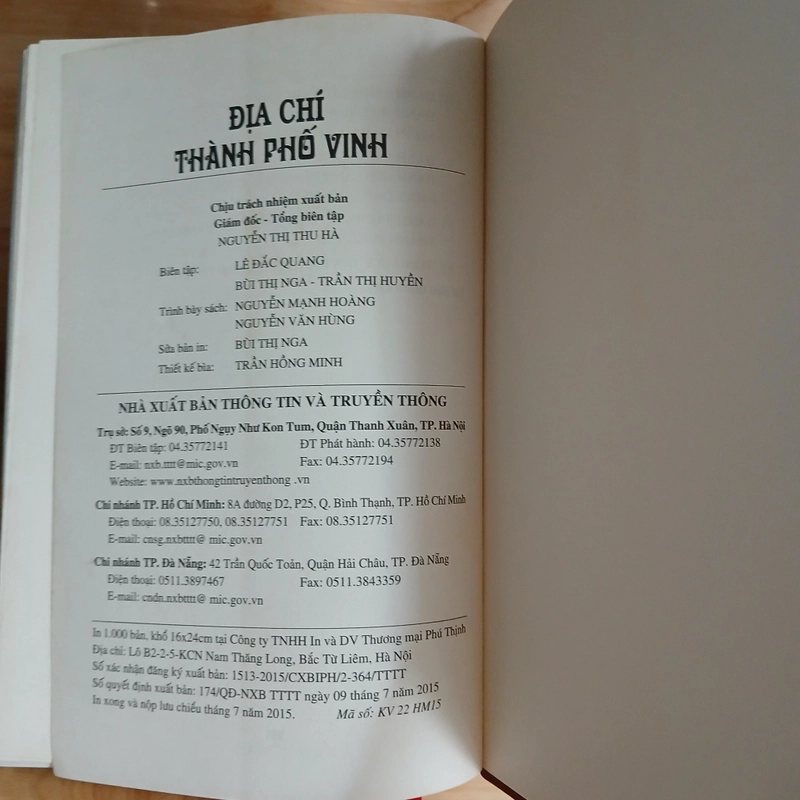 ĐỊA CHÍ
THÀNH PHỐ VINH
Chịu trách nhiệm xuất bản
Giám đốc - Tổng biên tập
NGUYỄN THỊ THU HÀ
Biên tập: LÊ ĐẮC QUANG
BÙI THỊ NGA - TRẦN THỊ HUYỀN
Trình bày sách: NGUYỄN MẠNH HOÀNG
NGUYỄN VĂN HÙNG
Sửa bản in: BÙI THỊ NGA
Thiết kế bìa: TRẦN HỒNG MINH
NHÀ XUẤT BẢN THÔNG TIN VÀ TRUYỀN THÔNG
Trụ sở: Số 9, Ngõ 90, Phố Ngụy Như Kon Tum, Quận Thanh Xuân, TP. Hà Nội
ĐT Biên tập: 04.35772141 ĐT Phát hành: 04.35772138
E-mail: nxb.tttt@mic.gov.vn Fax: 04.35772194
Website: www.nxbthongtintruyenthong .vn
Chi nhánh TP. Hồ Chí Minh: 8A đường D2, P25, Q. Bình Thạnh, TP. Hồ Chí Minh
Điện thoại: 08.35127750, 08.35127751 Fax: 08.35127751
E-mail: cnsg.nxbtttt@ mic.gov.vn
Chi nhánh TP. Đà Nẵng: 42 Trần Quốc Toản, Quận Hải Châu, TP. Đà Nẵng
Điện thoại: 0511.3897467 Fax: 0511.3843359
E-mail: cndn.nxbtttt@ mic.gov.vn
In 1.000 bản, khổ 16x24cm tại Công ty TNHH In và DV Thương mại Phú Thịnh
Địa chỉ: Lô B2-2-5-KCN Nam Thăng Long, Bắc Từ Liêm, Hà Nội
Số xác nhận đăng ký xuất bản: 1513-2015/CXBIPH/2-364/TTTT
Số quyết định xuất bản: 174/QĐ-NXB TTTT ngày 09 tháng 7 năm 2015
In xong và nộp lưu chiểu tháng 7 năm 2015. Mã số: KV 22 HM15